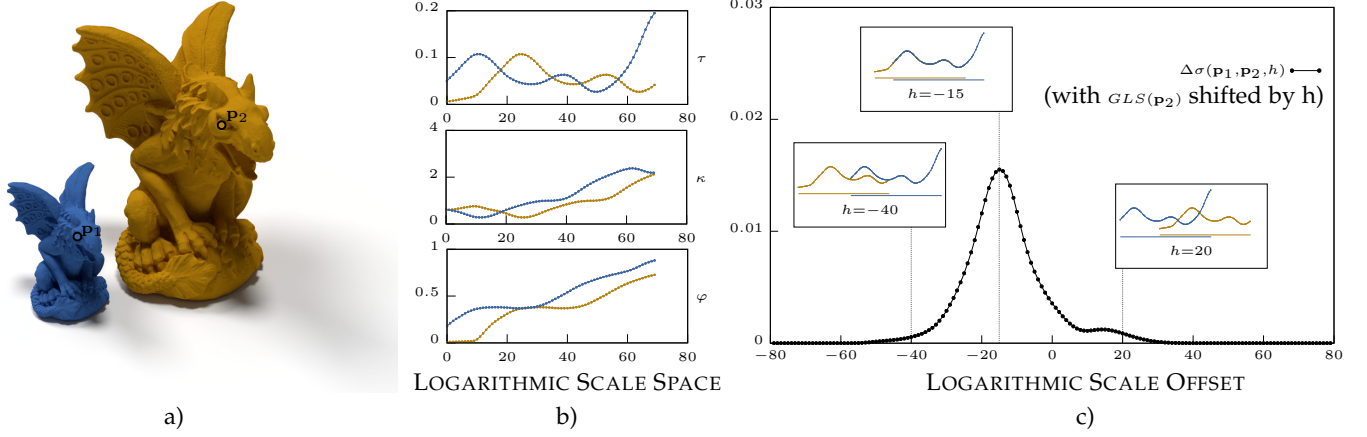 p₂
p₁
a)
0.2
0.1
0
0 20 40 60 80
τ
4
2
0
0 20 40 60 80
κ
1
0.5
0
0 20 40 60 80
φ
LOGARITHMIC SCALE SPACE
b)
0.03
0.02
0.01
0
Δσ(p₁,p₂,h)
(with GLS(p₂) shifted by h)
h=−15
h=−40
h=20
−80 −60 −40 −20 0 20 40 60 80
LOGARITHMIC SCALE OFFSET
c)